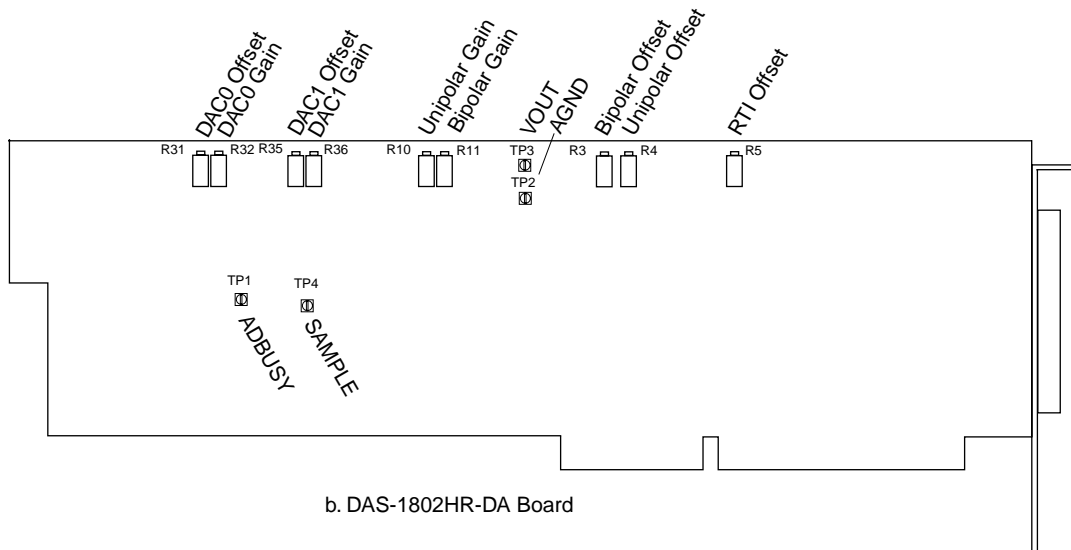 DAC0 Offset
DAC0 Gain
DAC1 Offset
DAC1 Gain
Unipolar Gain
Bipolar Gain
VOUT
AGND
Bipolar Offset
Unipolar Offset
RTI Offset
R31
R32
R35
R36
R10
R11
TP3
R3
R4
R5
TP2
TP1
TP4
ADBUSY
SAMPLE
b. DAS-1802HR-DA Board